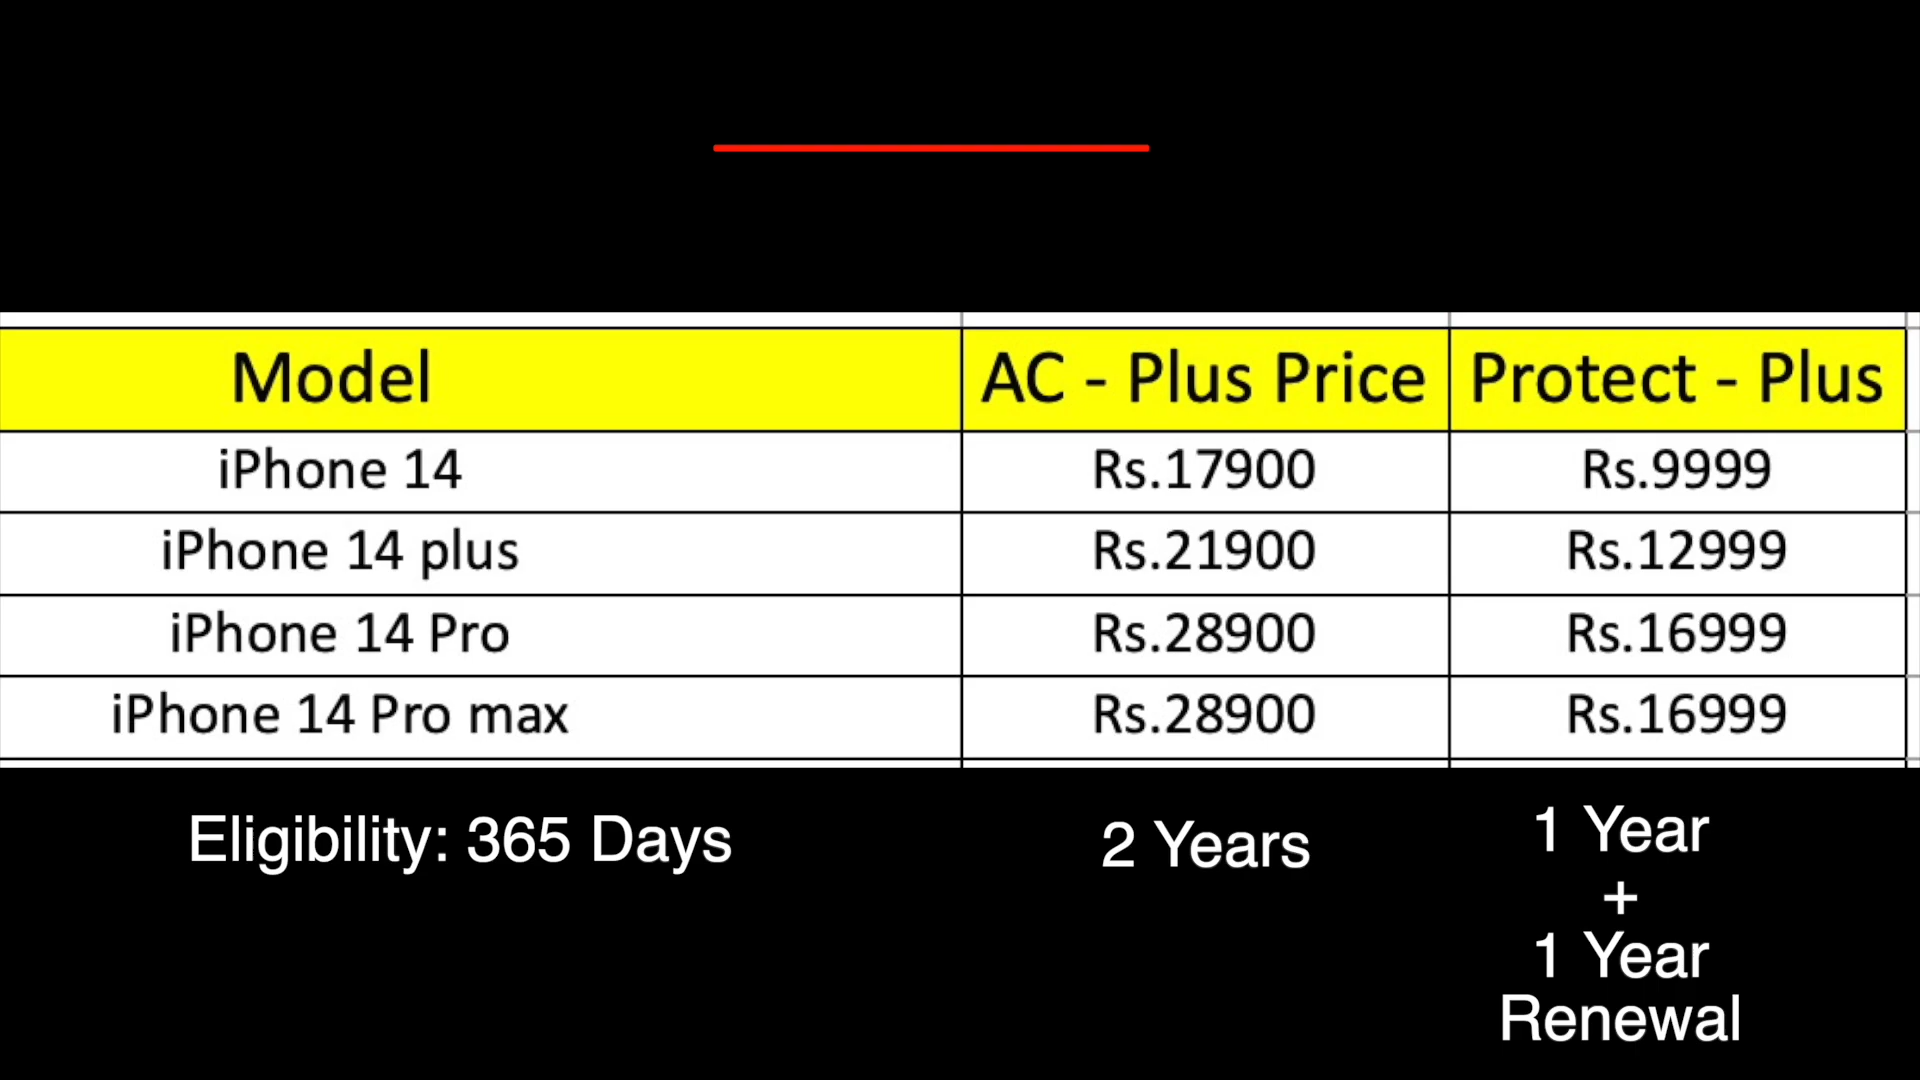 Model AC - Plus Price Protect - Plus
iPhone 14 Rs.17900 Rs.9999
iPhone 14 plus Rs.21900 Rs.12999
iPhone 14 Pro Rs.28900 Rs.16999
iPhone 14 Pro max Rs.28900 Rs.16999
Eligibility: 365 Days 2 Years 1 Year
+
1 Year
Renewal